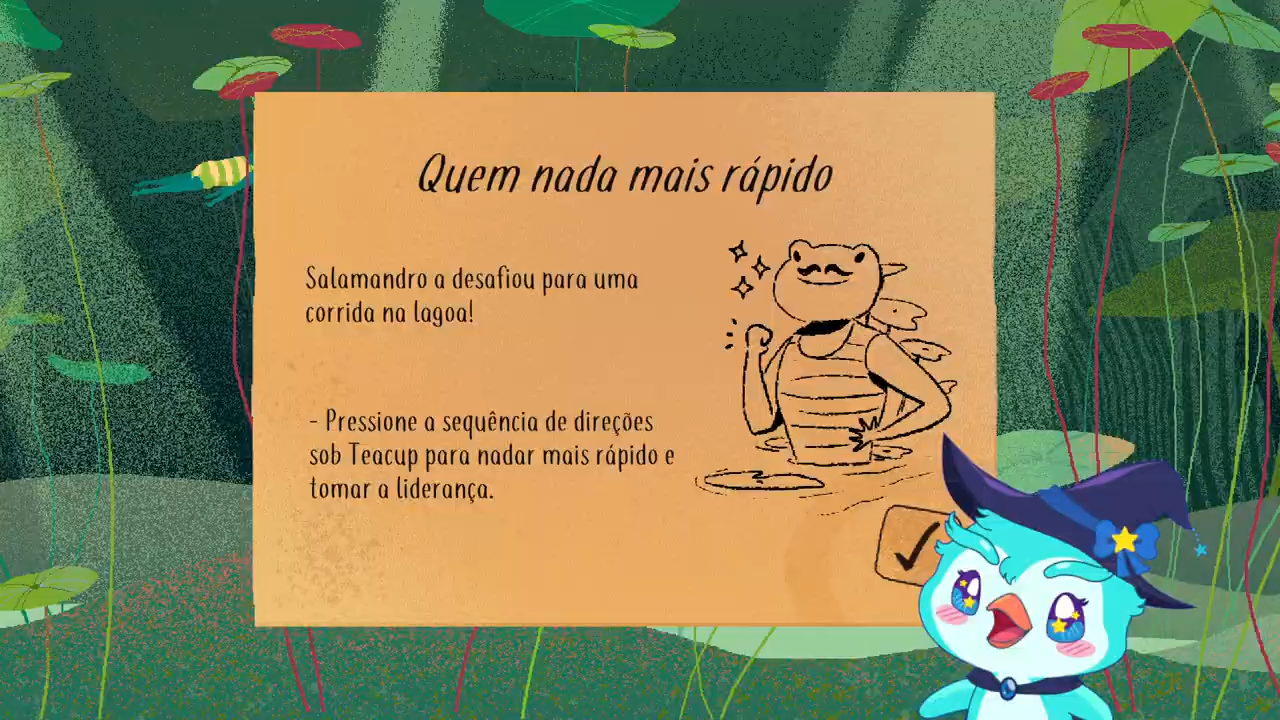 Quem nada mais rápido
Salamandro a desafiou para uma
corrida na lagoa!
- Pressione a sequência de direções
sob Teacup para nadar mais rápido e
tomar a liderança.